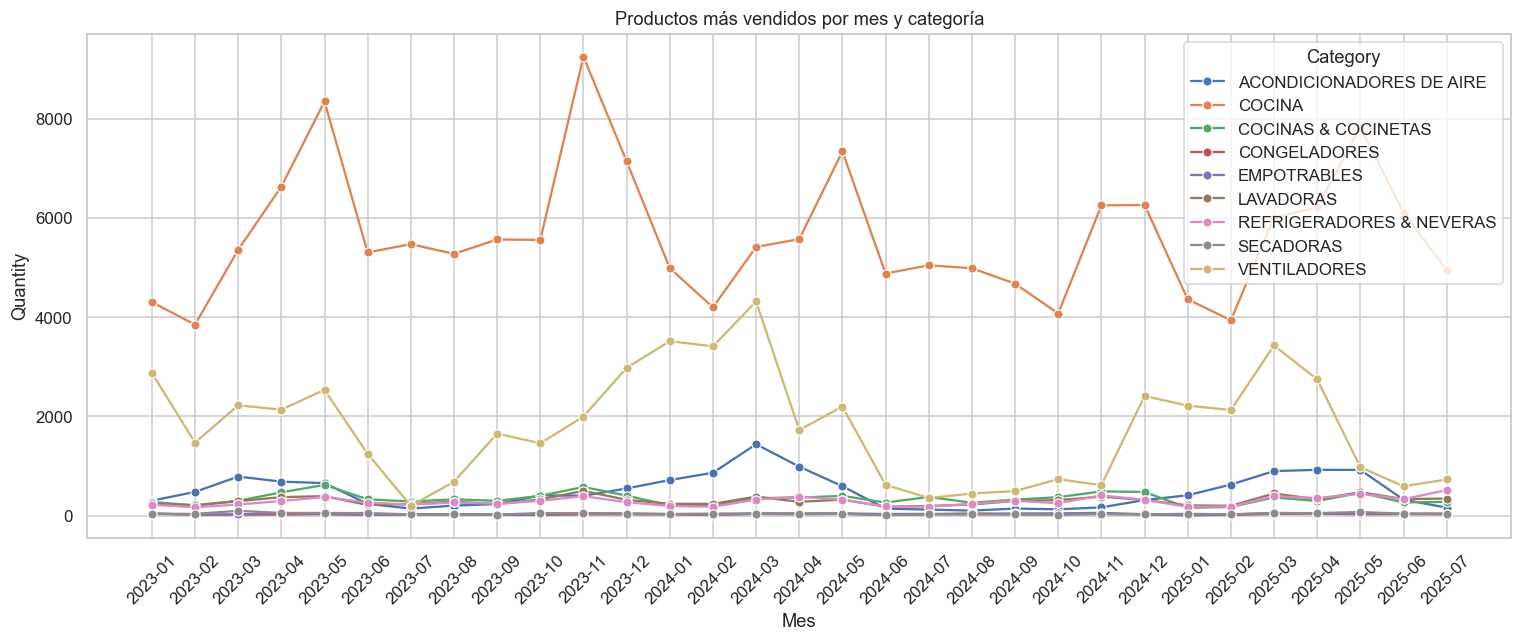 Productos más vendidos por mes y categoría
Quantity
8000
6000
4000
2000
0
Category
ACONDICIONADORES DE AIRE
COCINA
COCINAS & COCINETAS
CONGELADORES
EMPOTRABLES
LAVADORAS
REFRIGERADORES & NEVERAS
SECADORAS
VENTILADORES
2023-01
2023-02
2023-03
2023-04
2023-05
2023-06
2023-07
2023-08
2023-09
2023-10
2023-11
2023-12
2024-01
2024-02
2024-03
2024-04
2024-05
2024-06
2024-07
2024-08
2024-09
2024-10
2024-11
2024-12
2025-01
2025-02
2025-03
2025-04
2025-05
2025-06
2025-07
Mes